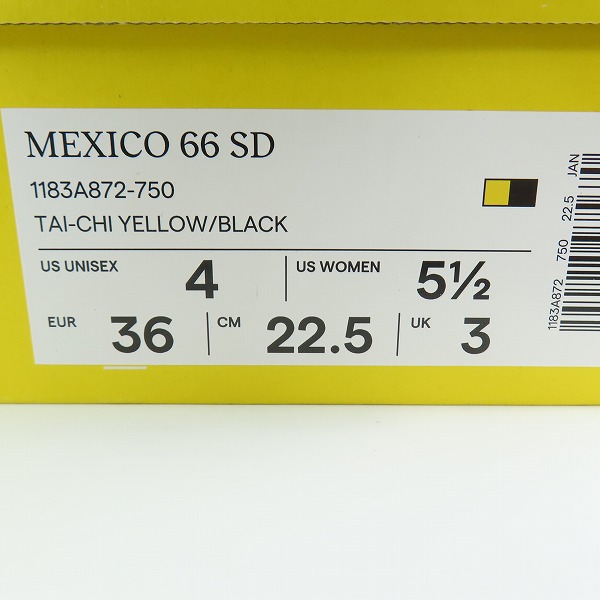 MEXICO 66 SD
1183A872-750
TAI-CHI YELLOW/BLACK
US UNISEX 4 US WOMEN 5½
EUR 36 CM 22.5 UK 3
1183A872 750 22.5 JAN